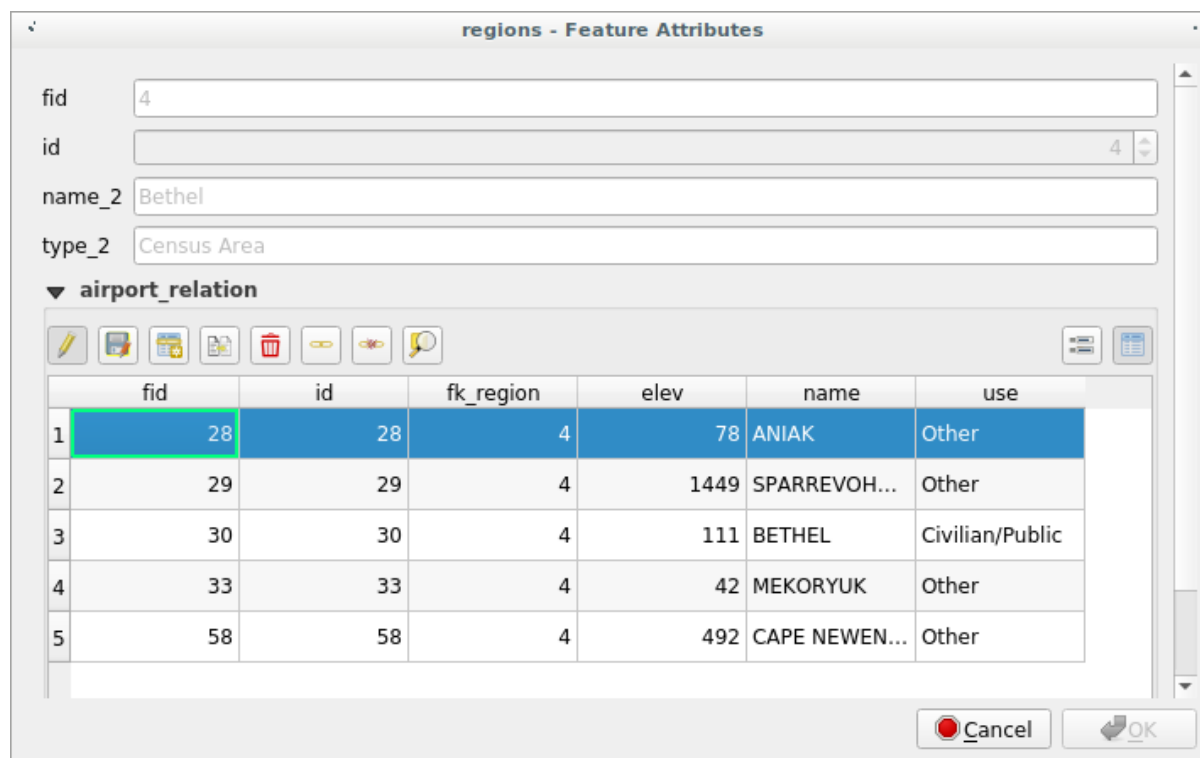 regions - Feature Attributes
fid 4
id 4
name_2 Bethel
type_2 Census Area
airport_relation
fid id fk_region elev name use
1 28 28 4 78 ANIAK Other
2 29 29 4 1449 SPARREVOH... Other
3 30 30 4 111 BETHEL Civilian/Public
4 33 33 4 42 MEKORYUK Other
5 58 58 4 492 CAPE NEWEN... Other
Cancel OK